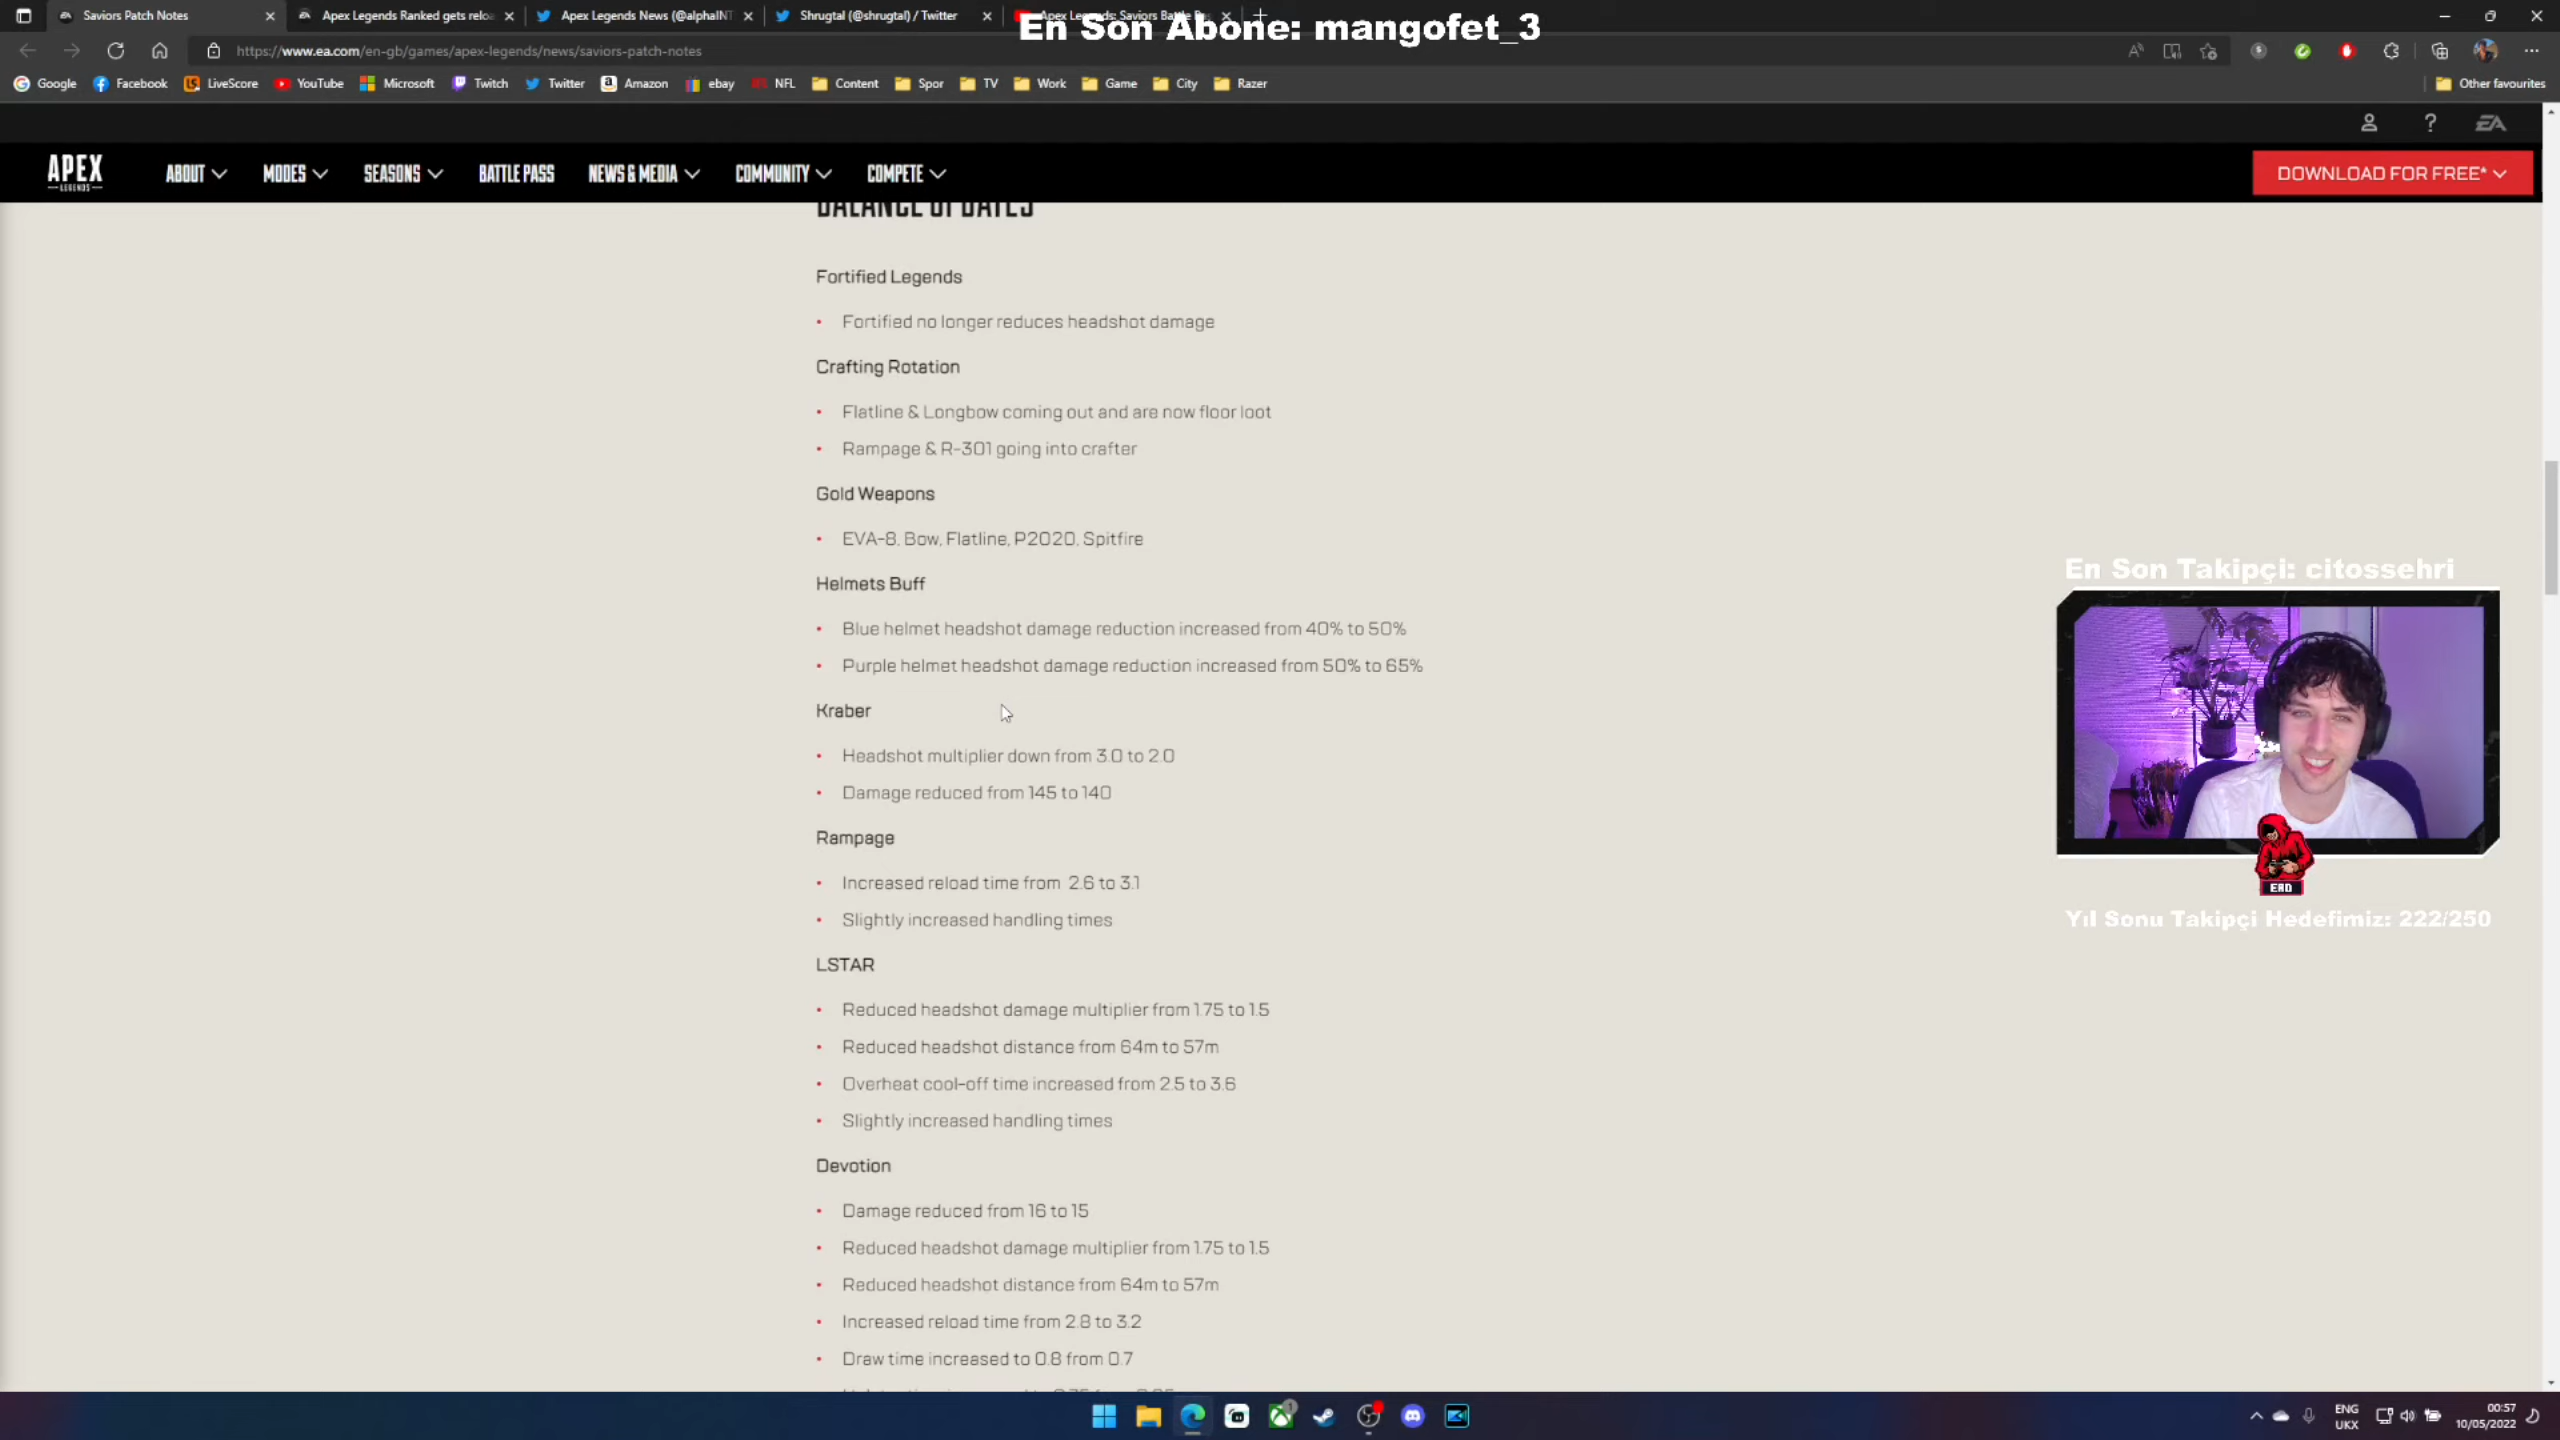 Saviors Patch Notes
Apex Legends Ranked gets relo
Apex Legends News (@alphaINT
Shrugtal (@shrugtal) / Twitter
Apex Legends: Saviors Battle Pa
En Son Abone: mangofet_3
https://www.ea.com/en-gb/games/apex-legends/news/saviors-patch-notes
Google Facebook LiveScore YouTube Microsoft Twitch Twitter Amazon ebay NFL Content Spor TV Work Game City Razer Other favourites
APEX LEGENDS
ABOUT MODES SEASONS BATTLE PASS NEWS & MEDIA COMMUNITY COMPETE
DOWNLOAD FOR FREE*
BALANCE UPDATES
Fortified Legends
• Fortified no longer reduces headshot damage
Crafting Rotation
• Flatline & Longbow coming out and are now floor loot
• Rampage & R-301 going into crafter
Gold Weapons
• EVA-8, Bow, Flatline, P2020, Spitfire
Helmets Buff
• Blue helmet headshot damage reduction increased from 40% to 50%
• Purple helmet headshot damage reduction increased from 50% to 65%
Kraber
• Headshot multiplier down from 3.0 to 2.0
• Damage reduced from 145 to 140
Rampage
• Increased reload time from 2.6 to 3.1
• Slightly increased handling times
LSTAR
• Reduced headshot damage multiplier from 1.75 to 1.5
• Reduced headshot distance from 64m to 57m
• Overheat cool-off time increased from 2.5 to 3.6
• Slightly increased handling times
Devotion
• Damage reduced from 16 to 15
• Reduced headshot damage multiplier from 1.75 to 1.5
• Reduced headshot distance from 64m to 57m
• Increased reload time from 2.8 to 3.2
• Draw time increased to 0.8 from 0.7
En Son Takipçi: citossehri
ERD
Yıl Sonu Takipçi Hedefimiz: 222/250
ENG
UKX
00:57
10/05/2022